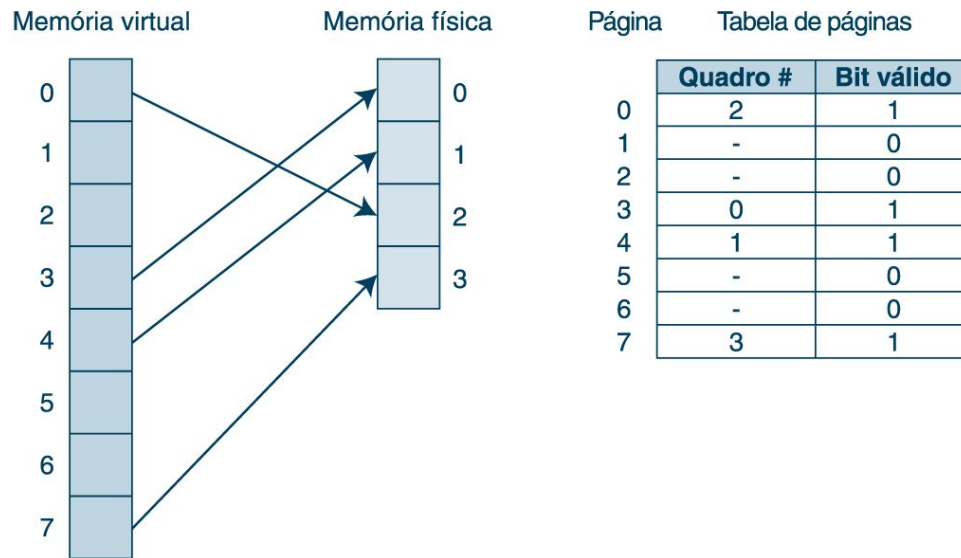 Memória virtual
Memória física
Página
Tabela de páginas
0
1
2
3
4
5
6
7
0
1
2
3
Quadro # Bit válido
0 2 1
1 - 0
2 - 0
3 0 1
4 1 1
5 - 0
6 - 0
7 3 1